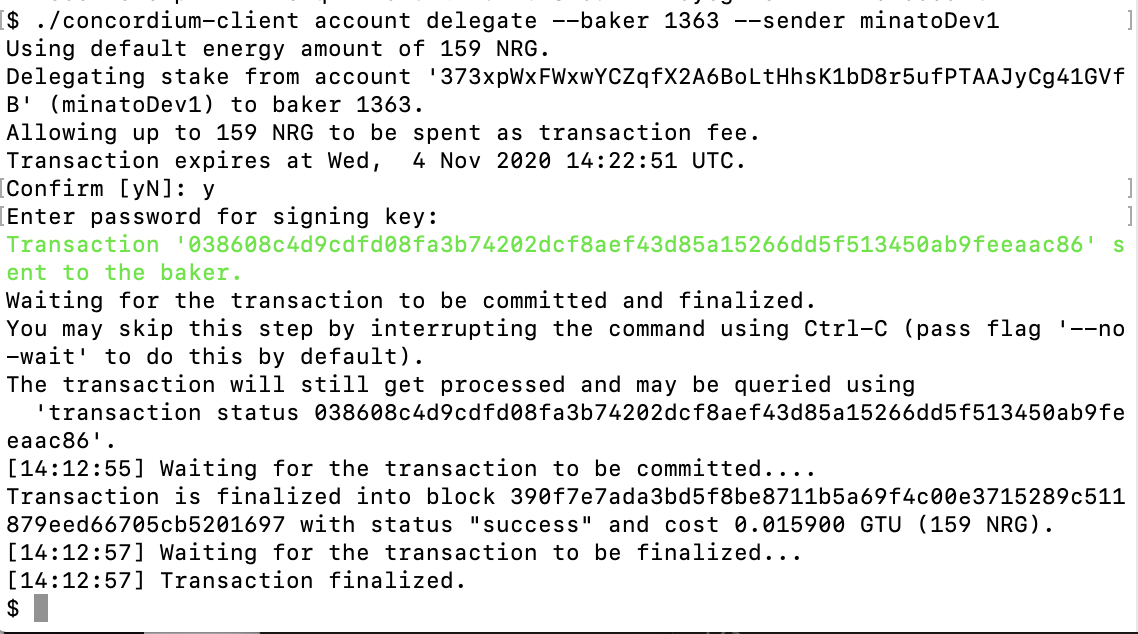 $ ./concordium-client account delegate --baker 1363 --sender minatoDev1
Using default energy amount of 159 NRG.
Delegating stake from account '373xpWxFWxwYCZqfX2A6BoLtHhsK1bD8r5ufPTAAJyCg41GVf
B' (minatoDev1) to baker 1363.
Allowing up to 159 NRG to be spent as transaction fee.
Transaction expires at Wed,  4 Nov 2020 14:22:51 UTC.
[Confirm [yN]: y ]
[Enter password for signing key: ]
Transaction '038608c4d9cdfd08fa3b74202dcf8aef43d85a15266dd5f513450ab9feeaac86' s
ent to the baker.
Waiting for the transaction to be committed and finalized.
You may skip this step by interrupting the command using Ctrl-C (pass flag '--no
-wait' to do this by default).
The transaction will still get processed and may be queried using
  'transaction status 038608c4d9cdfd08fa3b74202dcf8aef43d85a15266dd5f513450ab9fe
eaac86'.
[14:12:55] Waiting for the transaction to be committed....
Transaction is finalized into block 390f7e7ada3bd5f8be8711b5a69f4c00e3715289c511
879eed66705cb5201697 with status "success" and cost 0.015900 GTU (159 NRG).
[14:12:57] Waiting for the transaction to be finalized...
[14:12:57] Transaction finalized.
$